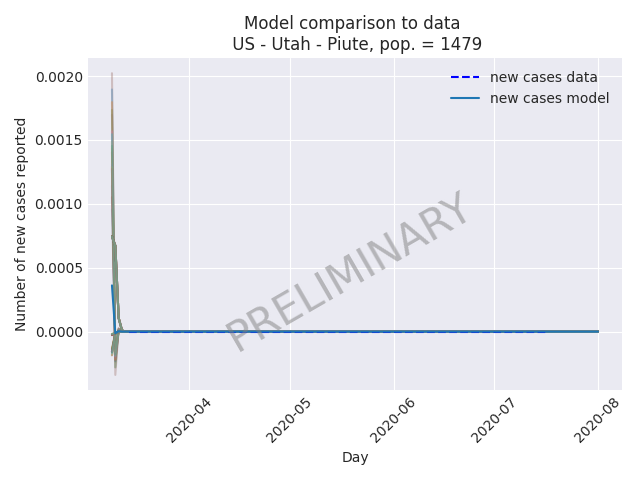 Model comparison to data
US - Utah - Piute, pop. = 1479
new cases data
new cases model
0.0020
0.0015
0.0010
0.0005
0.0000
Number of new cases reported
PRELIMINARY
2020-04
2020-05
2020-06
2020-07
2020-08
Day